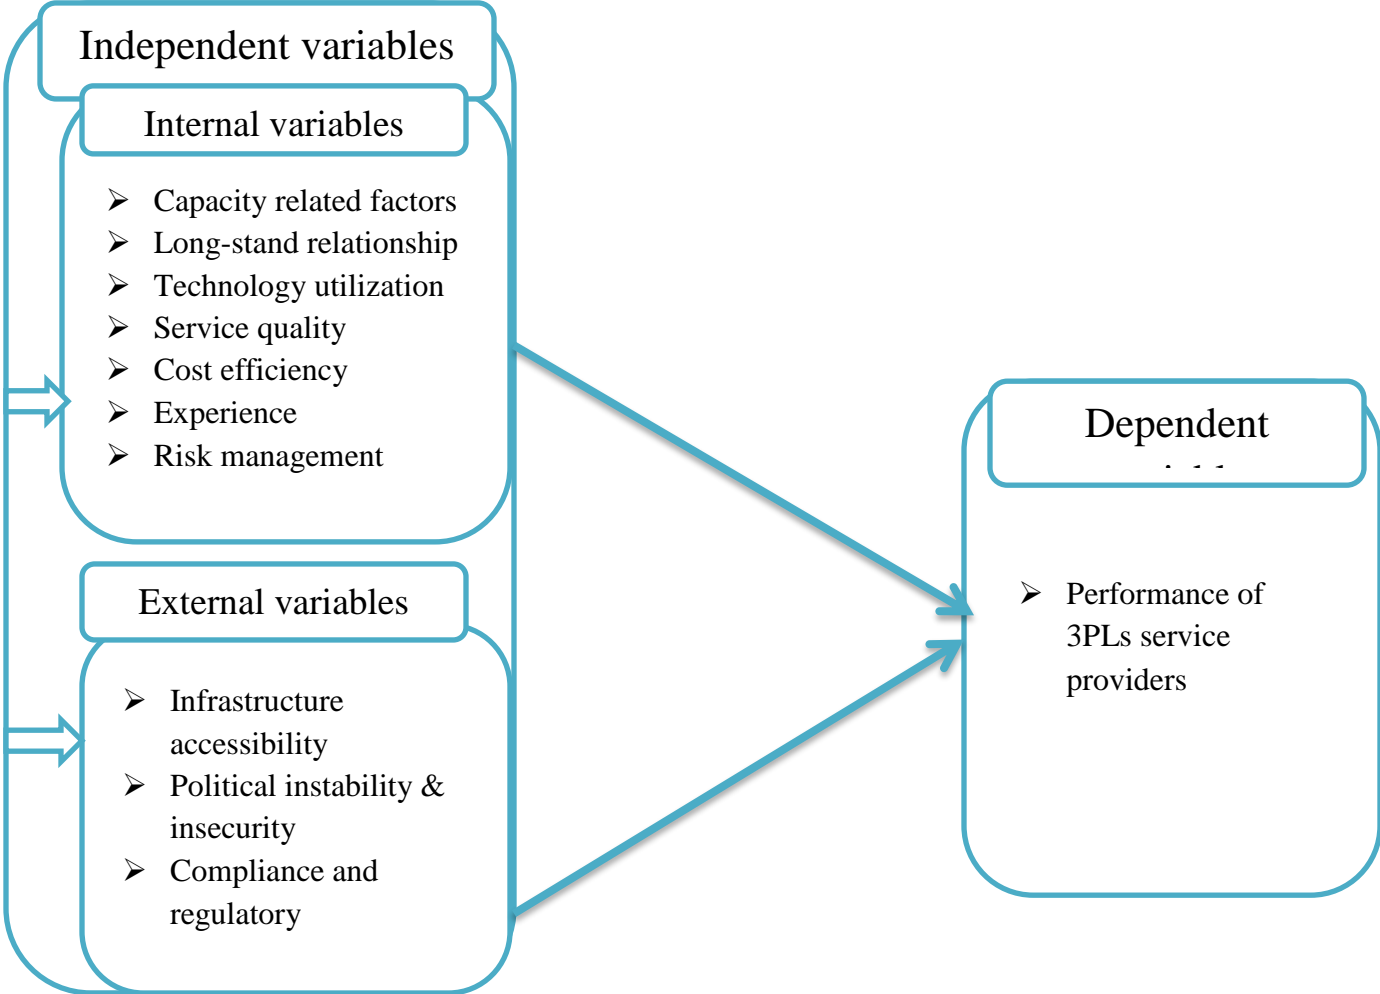 Independent variables
Internal variables
➢ Capacity related factors
➢ Long-stand relationship
➢ Technology utilization
➢ Service quality
➢ Cost efficiency
➢ Experience
➢ Risk management
External variables
➢ Infrastructure
accessibility
➢ Political instability &
insecurity
➢ Compliance and
regulatory
Dependent
➢ Performance of
3PLs service
providers